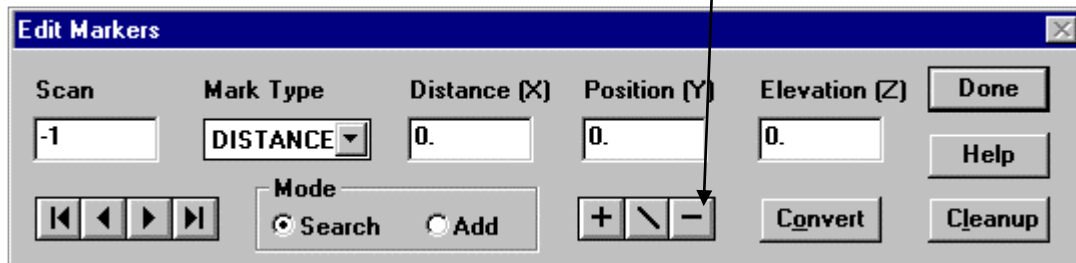 Edit Markers
Scan Mark Type Distance (X) Position (Y) Elevation (Z) Done
-1 DISTANCE 0. 0. 0.
Help
Mode
Search Add + \ − Convert Cleanup